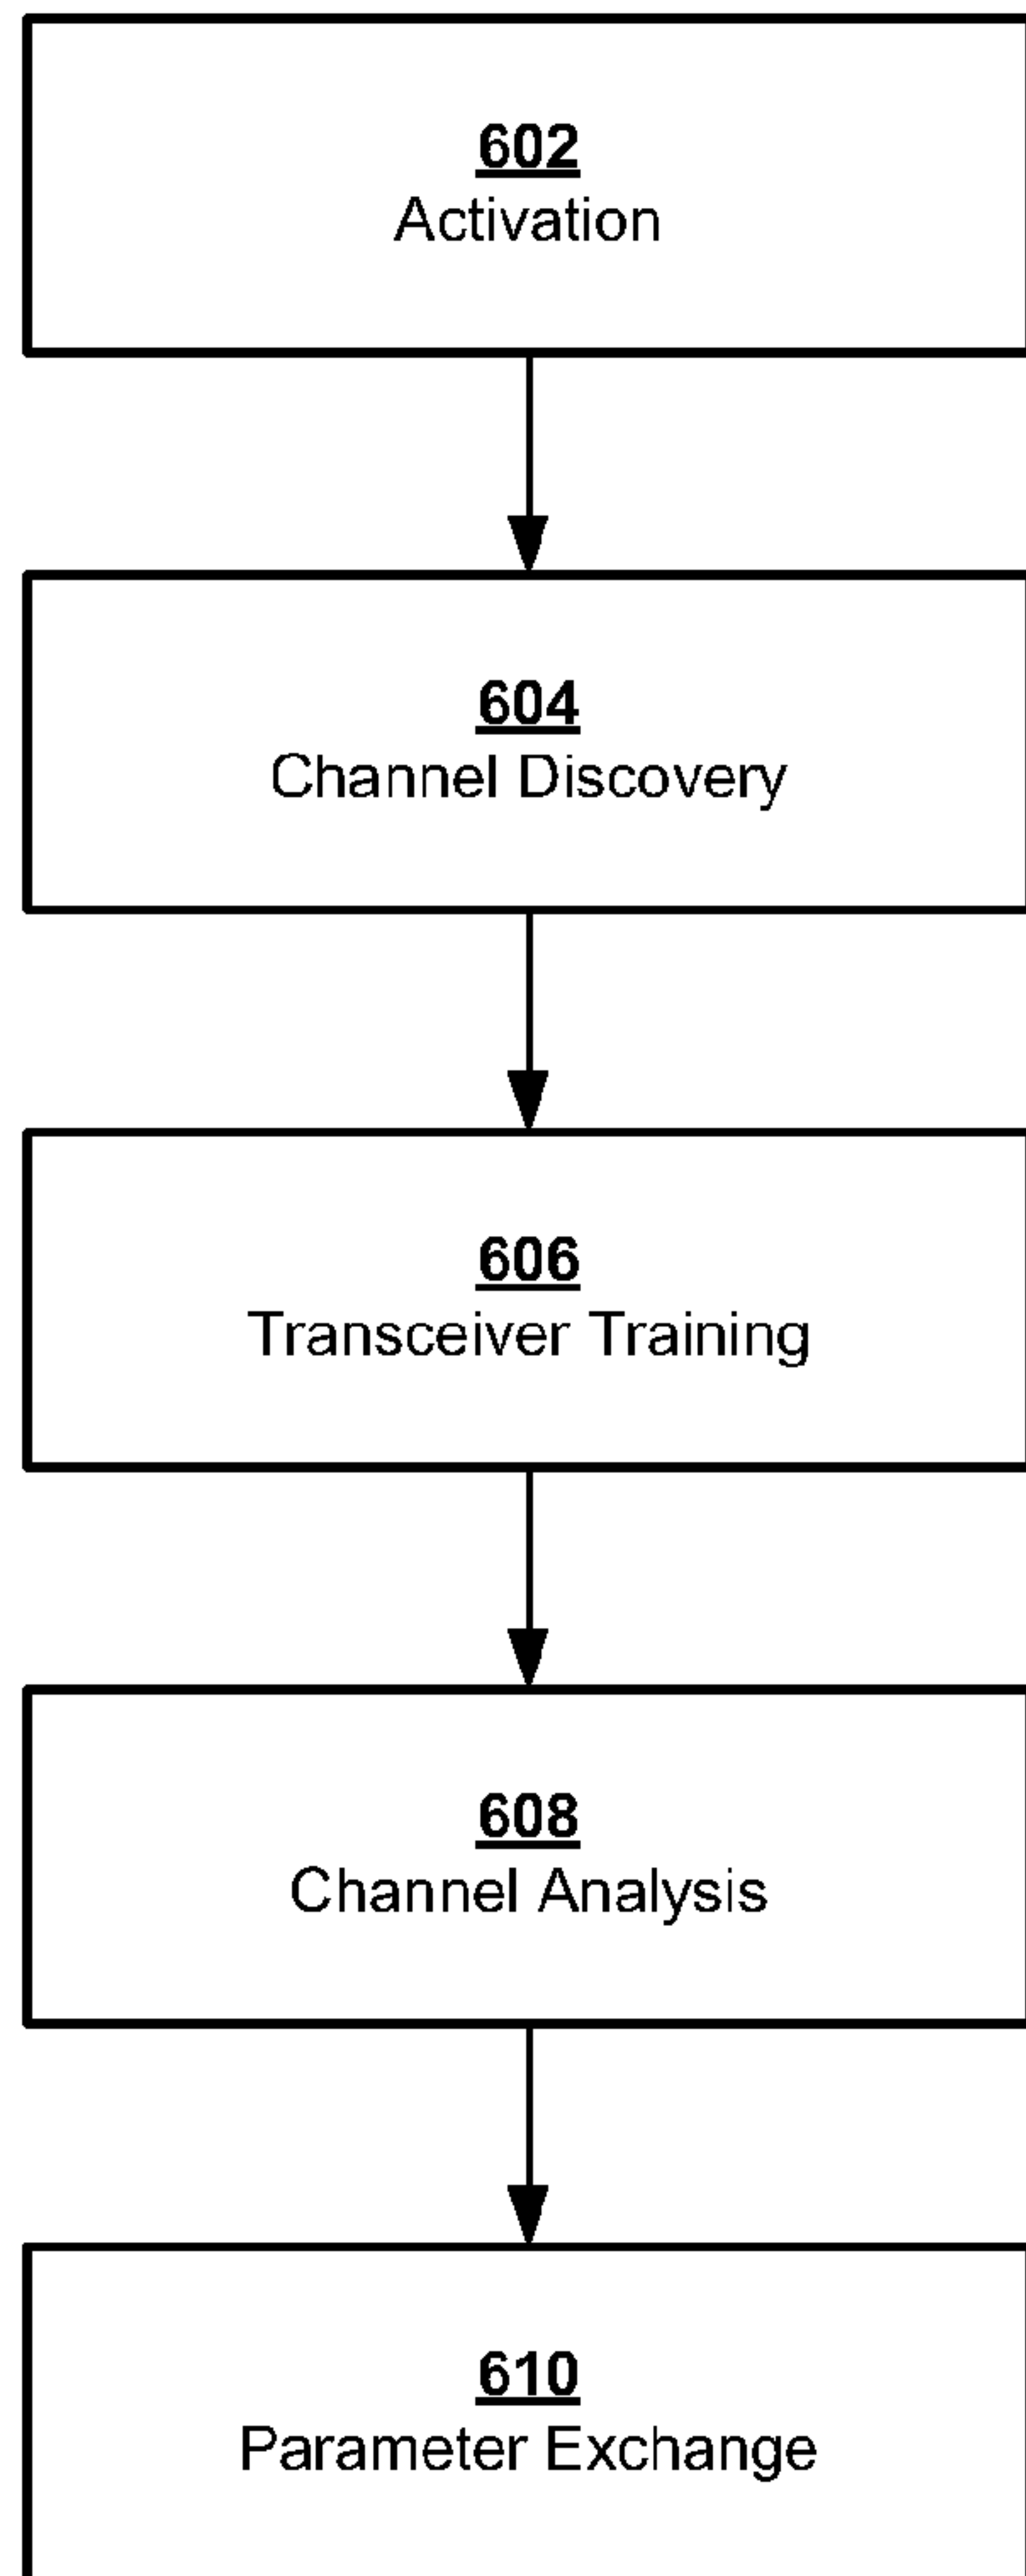 602
Activation
604
Channel Discovery
606
Transceiver Training
608
Channel Analysis
610
Parameter Exchange